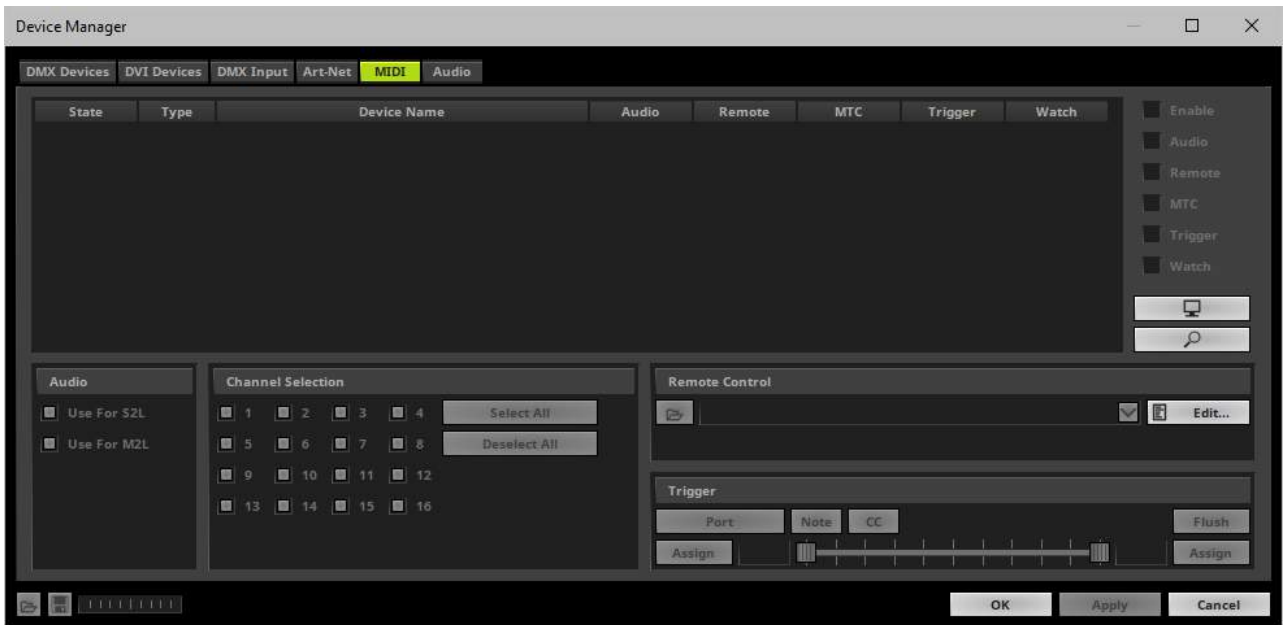 Device Manager
DMX Devices DVI Devices DMX Input Art-Net MIDI Audio
State Type Device Name Audio Remote MTC Trigger Watch
Enable
Audio
Remote
MTC
Trigger
Watch
Audio
Use For S2L
Use For M2L
Channel Selection
1 2 3 4 Select All
5 6 7 8 Deselect All
9 10 11 12
13 14 15 16
Remote Control
Edit...
Trigger
Port Note CC Flush
Assign Assign
OK Apply Cancel